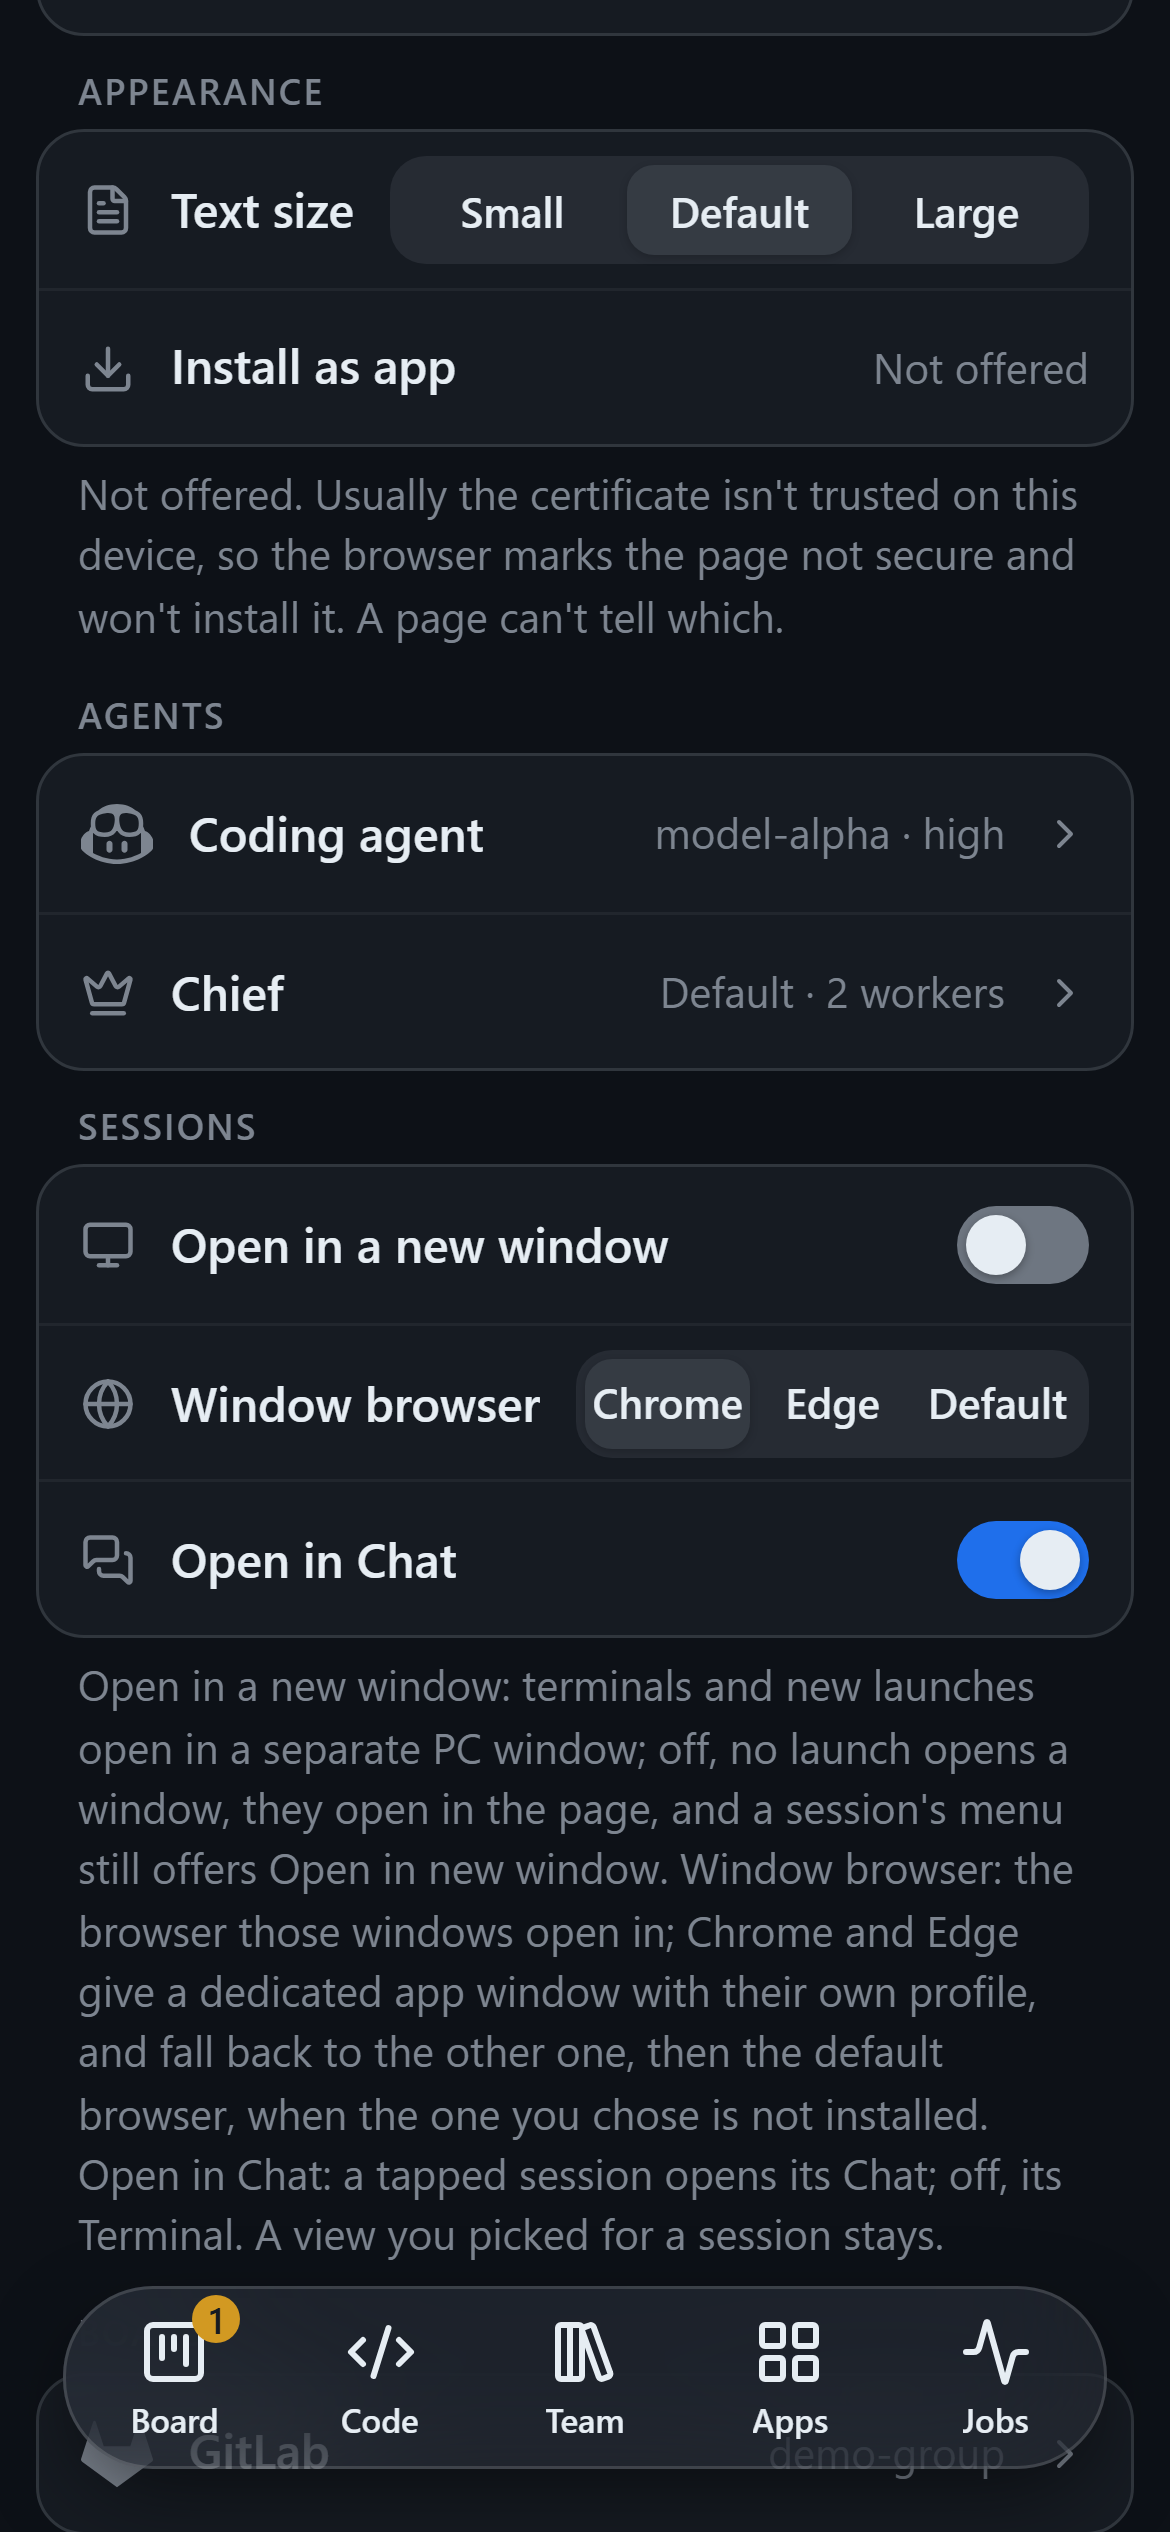 APPEARANCE
Text size Small Default Large
Install as app Not offered
Not offered. Usually the certificate isn't trusted on this
device, so the browser marks the page not secure and
won't install it. A page can't tell which.
AGENTS
Coding agent model-alpha · high
Chief Default · 2 workers
SESSIONS
Open in a new window
Window browser Chrome Edge Default
Open in Chat
Open in a new window: terminals and new launches
open in a separate PC window; off, no launch opens a
window, they open in the page, and a session's menu
still offers Open in new window. Window browser: the
browser those windows open in; Chrome and Edge
give a dedicated app window with their own profile,
and fall back to the other one, then the default
browser, when the one you chose is not installed.
Open in Chat: a tapped session opens its Chat; off, its
Terminal. A view you picked for a session stays.
1
Board Code Team Apps Jobs
GitLab demo-group